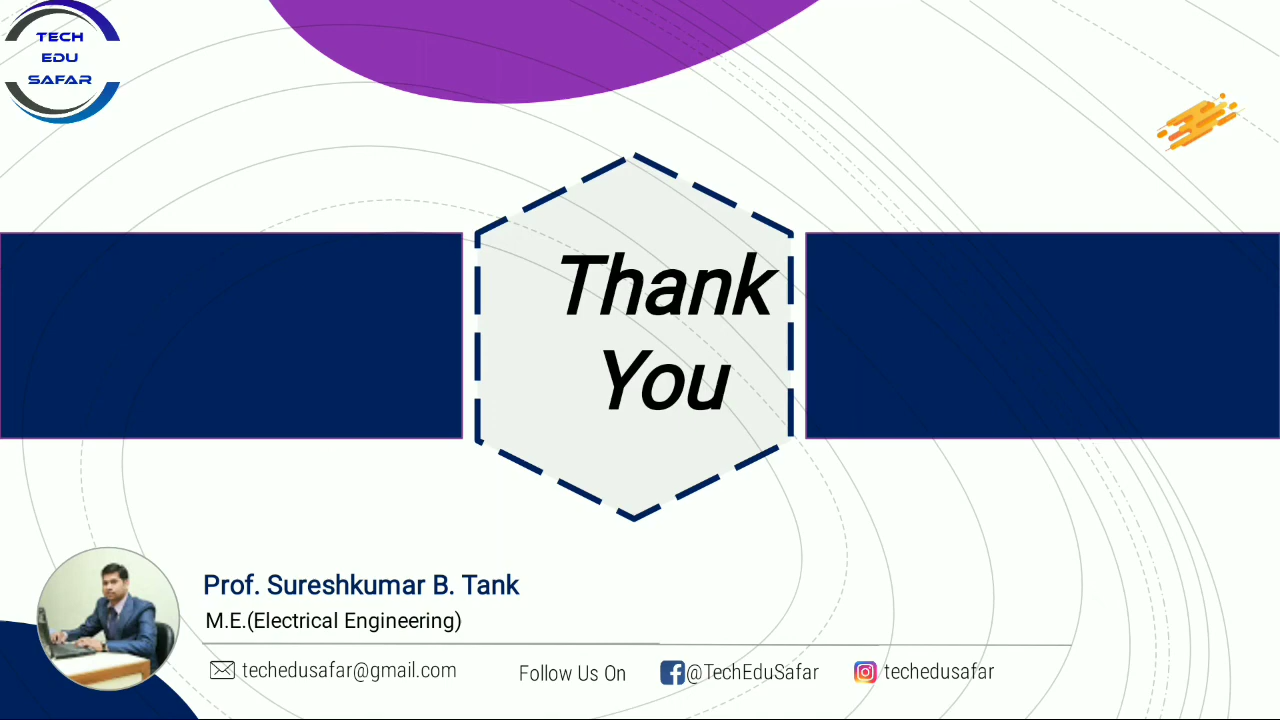 TECH
EDU
SAFAR
Thank
You
Prof. Sureshkumar B. Tank
M.E.(Electrical Engineering)
techedusafar@gmail.com Follow Us On @TechEduSafar techedusafar